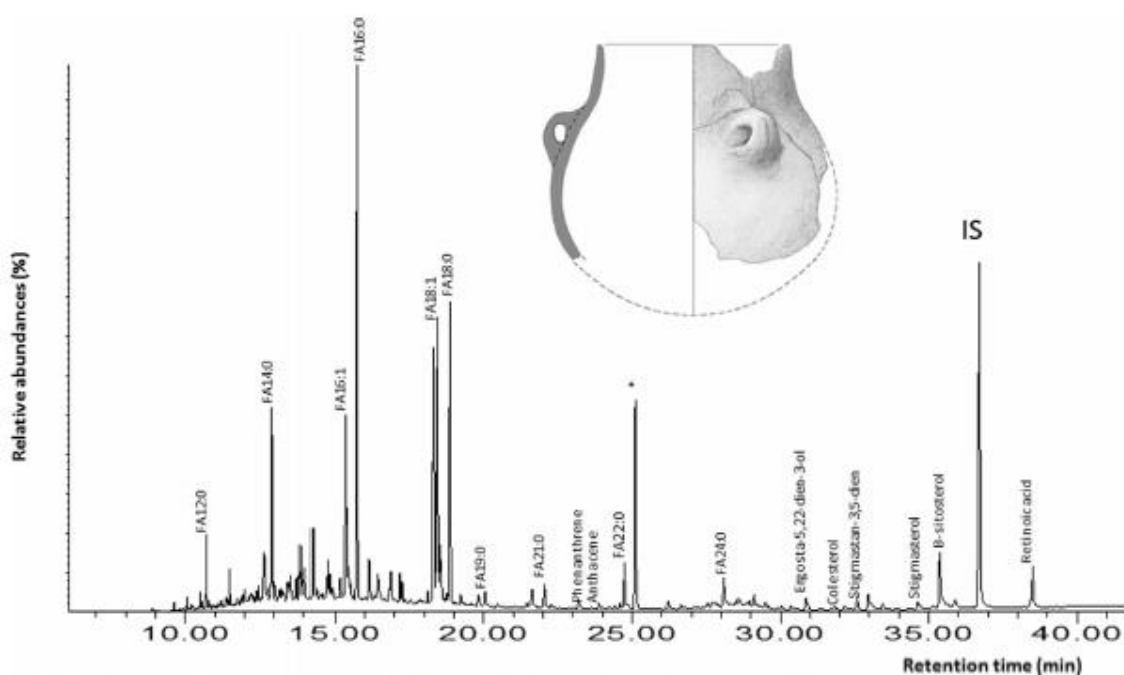 FA16:0
IS
FA18:1
FA18:0
FA14:0
FA16:1
*
FA12:0
FA19:0
FA21:0
Phenanthrene
Anthacene
FA22:0
FA24:0
Ergosta-5,22-dien-3-ol
Colesterol
Stigmastan-3,5-dien
Stigmasterol
B-sitosterol
Retinoic acid
Relative abundances (%)
10.00 15.00 20.00 25.00 30.00 35.00 40.00
Retention time (min)